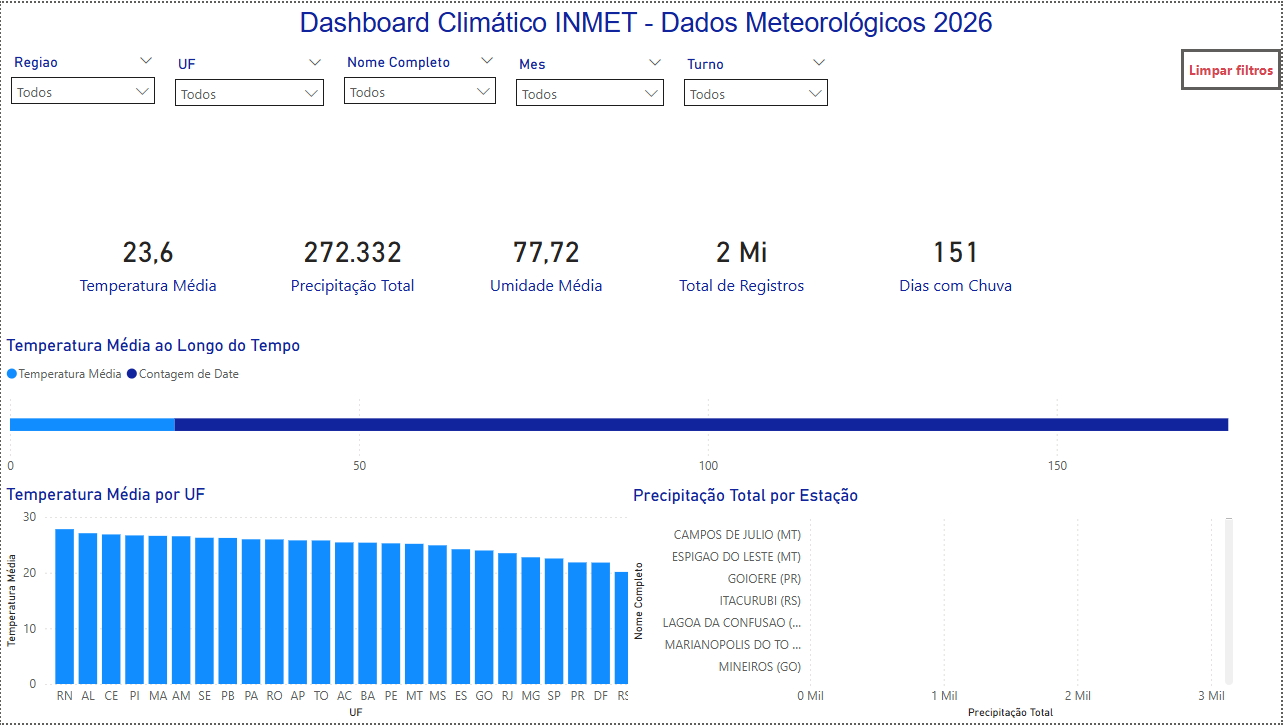 Dashboard Climático INMET - Dados Meteorológicos 2026
Regiao
UF
Nome Completo
Mes
Turno
Limpar filtros
Todos
Todos
Todos
Todos
Todos
23,6
272.332
77,72
2 Mi
151
Temperatura Média
Precipitação Total
Umidade Média
Total de Registros
Dias com Chuva
Temperatura Média ao Longo do Tempo
Temperatura Média
Contagem de Date
0
50
100
150
Temperatura Média por UF
30
20
10
0
Temperatura Média
RN AL CE PI MA AM SE PB PA RO AP TO AC BA PE MT MS ES GO RJ MG SP PR DF RS
UF
Precipitação Total por Estação
Nome Completo
CAMPOS DE JULIO (MT)
ESPIGAO DO LESTE (MT)
GOIOERE (PR)
ITACURUBI (RS)
LAGOA DA CONFUSAO (...
MARIANOPOLIS DO TO ...
MINEIROS (GO)
0 Mil
1 Mil
2 Mil
3 Mil
Precipitação Total